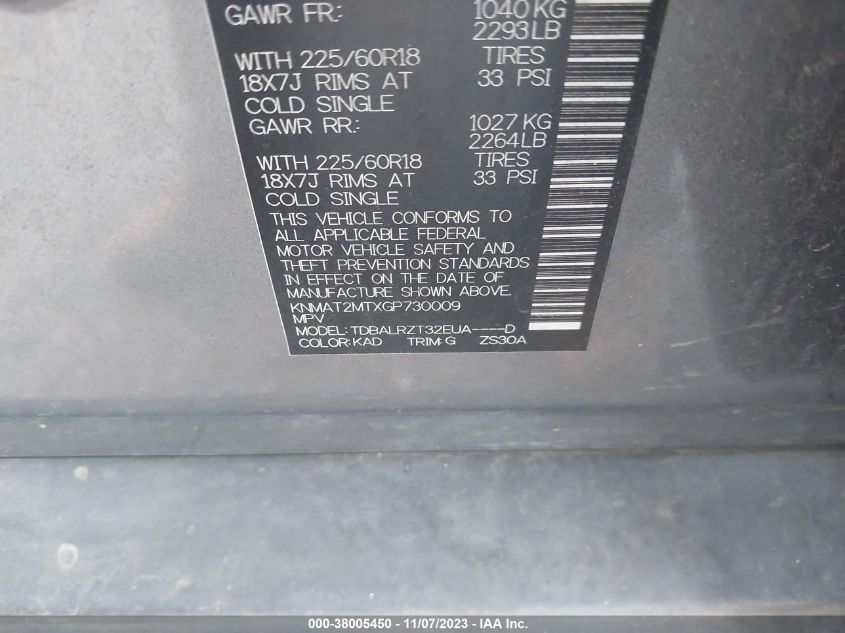 GAWR FR: 1040 KG
2293 LB
WITH 225/60R18 TIRES
18X7J RIMS AT 33 PSI
COLD SINGLE
GAWR RR: 1027 KG
2264 LB
WITH 225/60R18 TIRES
18X7J RIMS AT 33 PSI
COLD SINGLE
THIS VEHICLE CONFORMS TO
ALL APPLICABLE FEDERAL
MOTOR VEHICLE SAFETY AND
THEFT PREVENTION STANDARDS
IN EFFECT ON THE DATE OF
MANUFACTURE SHOWN ABOVE.
KNMAT2MTXGP730009
MPV
MODEL: TDBALRZT32EUA----D
COLOR: KAD TRIM: G ZS30A
000-38005450 - 11/07/2023 - IAA Inc.